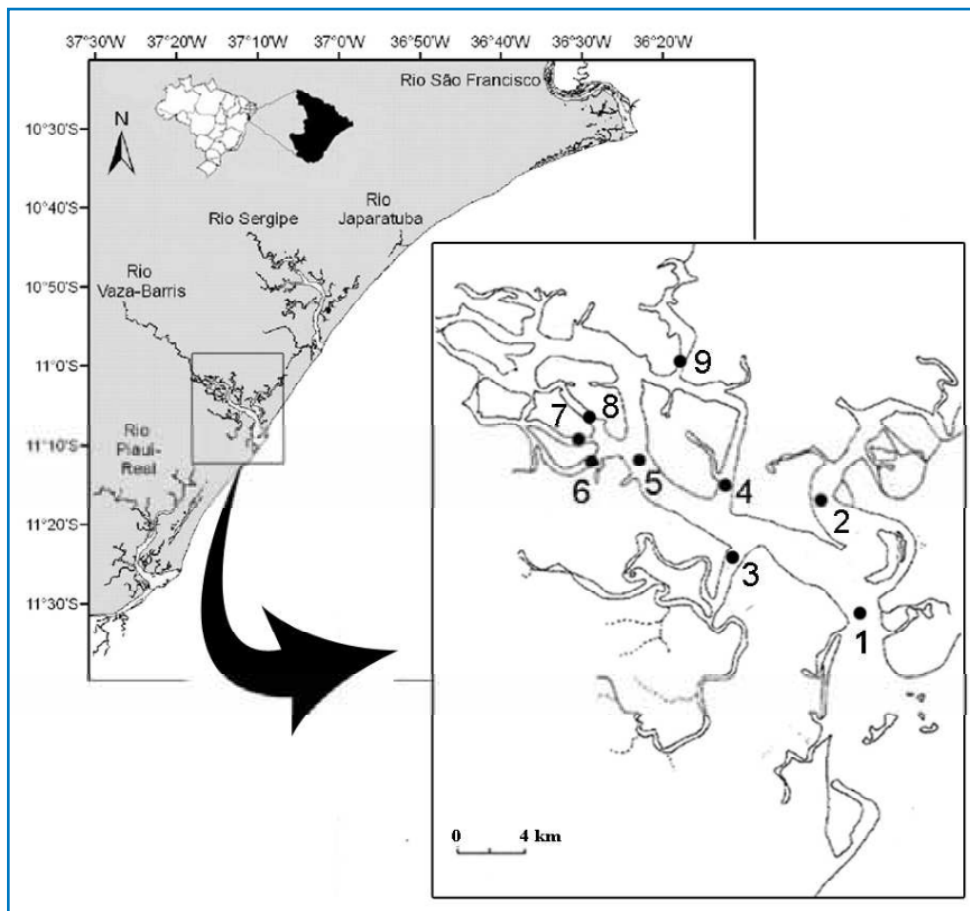 37°30'W 37°20'W 37°10'W 37°0'W 36°50'W 36°40'W 36°30'W 36°20'W
Rio São Francisco
N
10°30'S
10°40'S
Rio
Rio Sergipe
Japaratuba
Rio
Vaza-Barris
10°50'S
11°0'S
11°10'S
Rio
Piauí-
Real
11°20'S
11°30'S
9
7
8
6
5
4
2
3
1
0 4 km